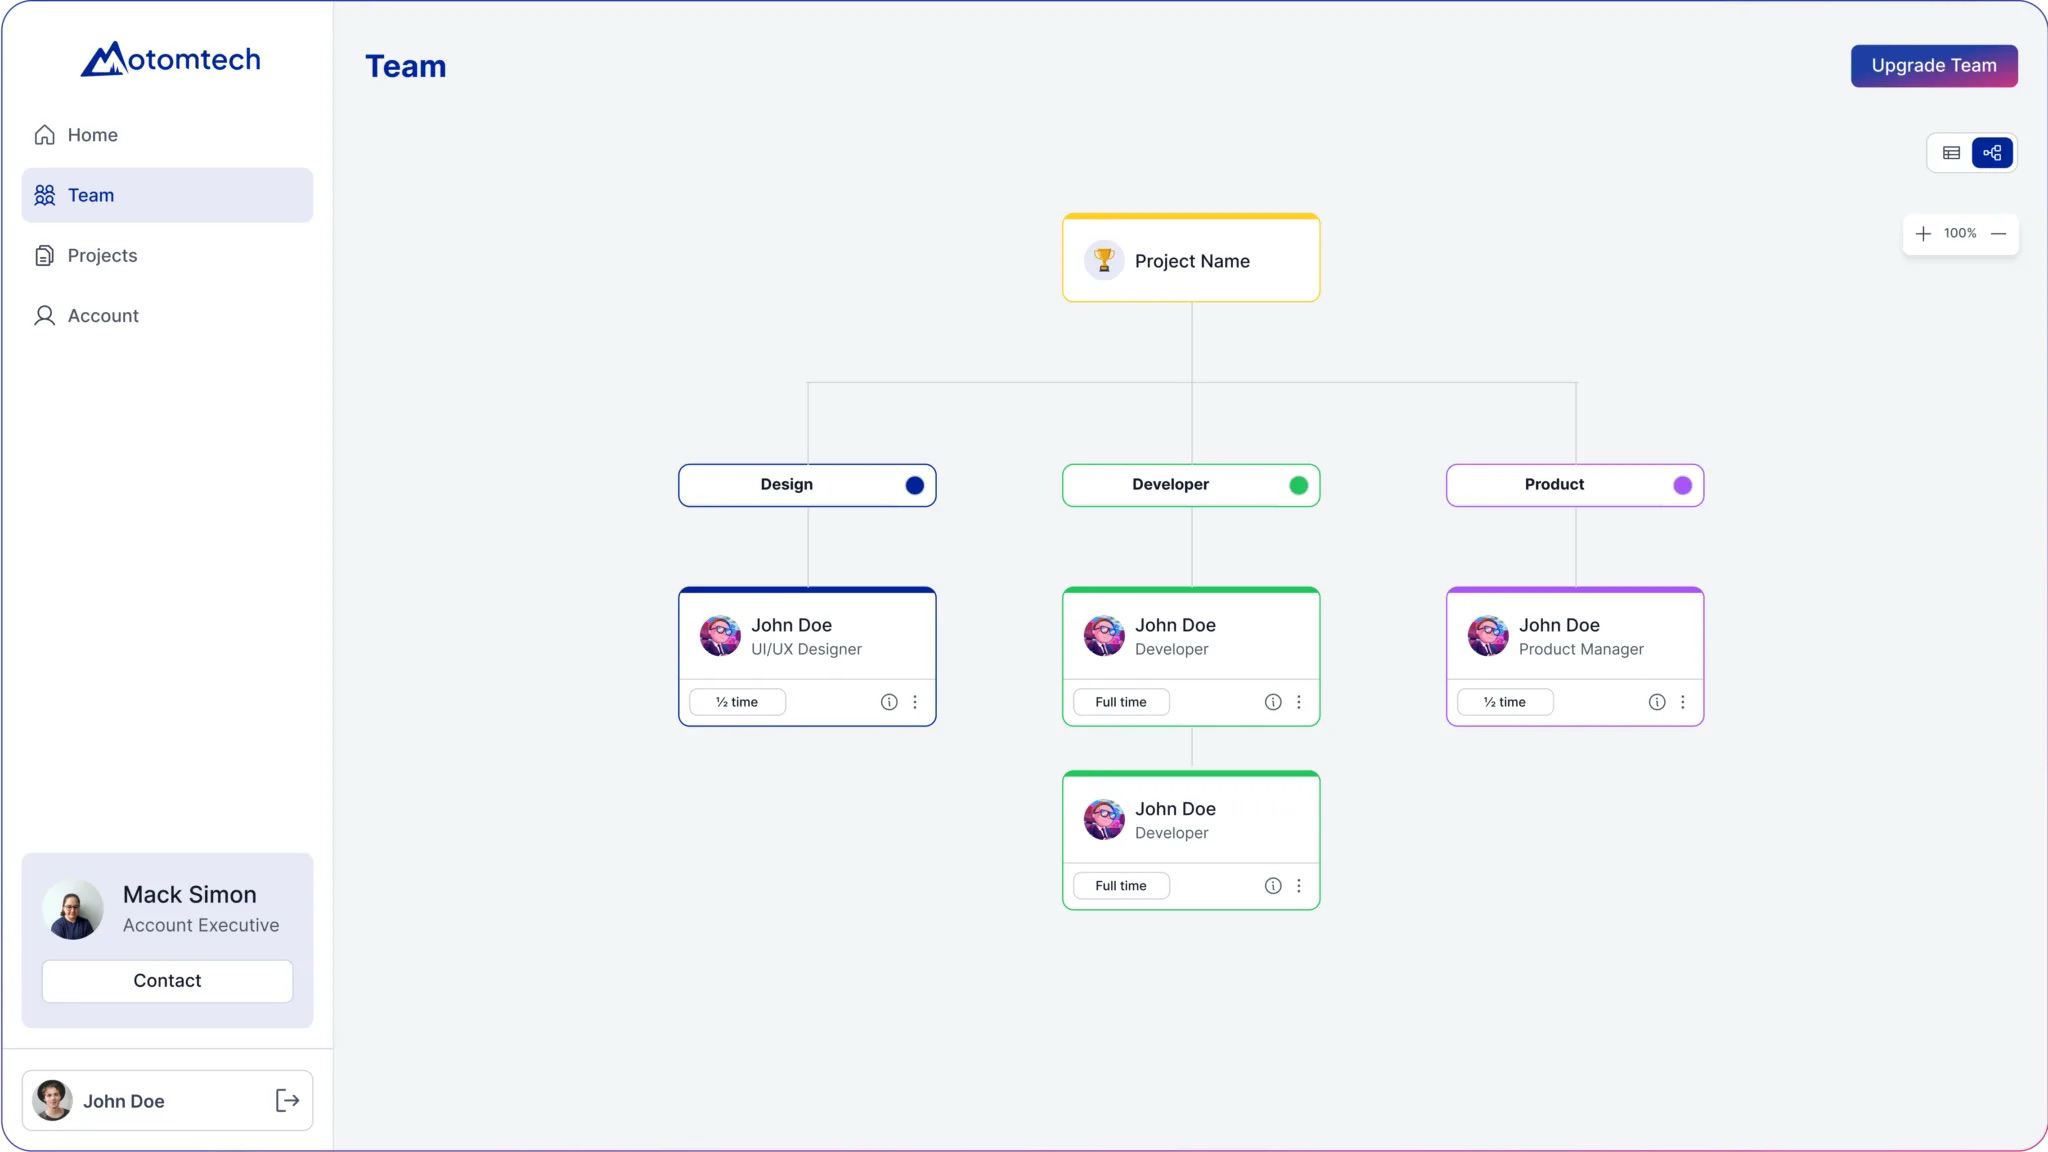 Motomtech
Home
Team
Projects
Account
Mack Simon
Account Executive
Contact
John Doe
Team
Upgrade Team
100%
Project Name
Design
Developer
Product
John Doe
UI/UX Designer
½ time
John Doe
Developer
Full time
John Doe
Product Manager
½ time
John Doe
Developer
Full time